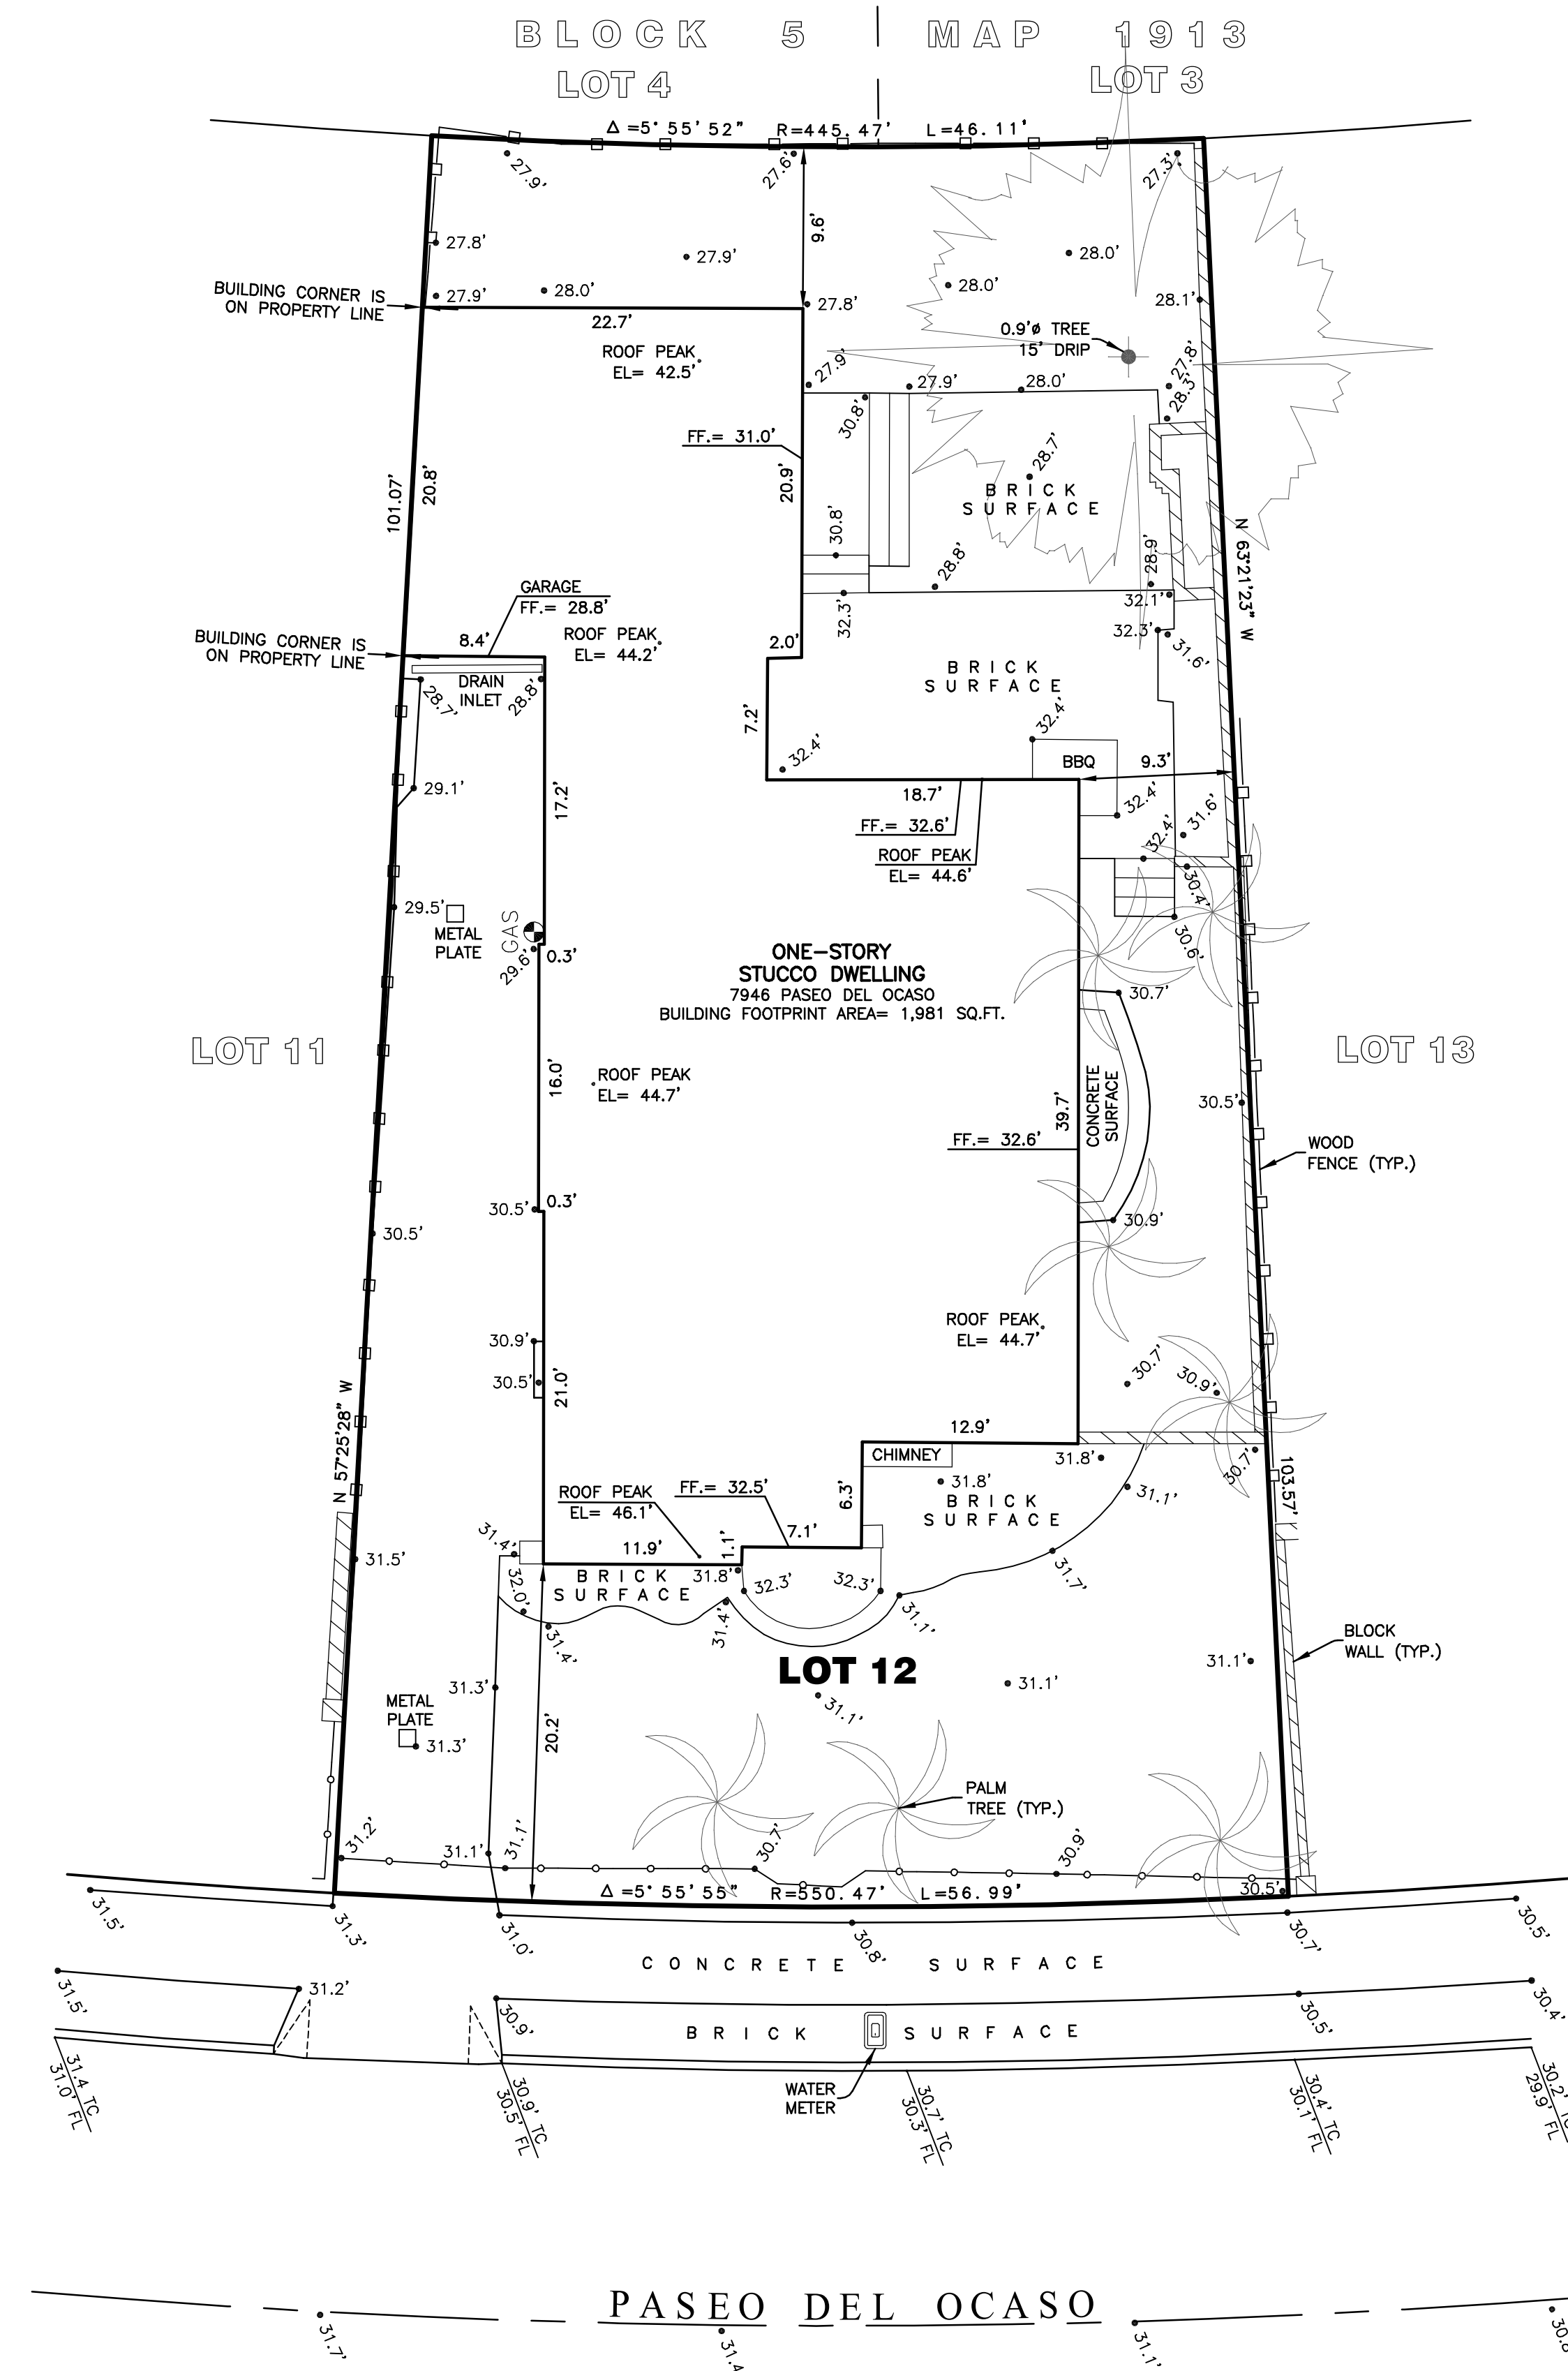 BLOCK 5 MAP 1913
LOT 4
LOT 3
Δ =5° 55' 52" R=445.47' L=46.11'
27.9'
27.6'
27.3'
27.8'
27.9'
9.6'
28.0'
BUILDING CORNER IS
ON PROPERTY LINE
27.9'
28.0'
27.8'
28.0'
28.1'
22.7'
ROOF PEAK
EL= 42.5'
0.9'ø TREE
15' DRIP
27.9'
27.9'
28.0'
27.8'
28.3'
30.8'
FF.= 31.0'
101.07'
20.8'
20.9'
28.7'
BRICK
SURFACE
30.8'
28.8'
28.9'
N 63°21'23" W
GARAGE
FF.= 28.8'
32.3'
32.1'
BUILDING CORNER IS
ON PROPERTY LINE
8.4'
ROOF PEAK
EL= 44.2'
2.0'
32.3'
31.6'
DRAIN
INLET
28.7'
28.8'
BRICK
SURFACE
7.2'
32.4'
32.4'
BBQ
9.3'
29.1'
17.2'
18.7'
32.4'
FF.= 32.6'
31.6'
32.4'
ROOF PEAK
EL= 44.6'
30.4'
29.5'
METAL
PLATE
GAS
29.6'
0.3'
30.6'
ONE-STORY
STUCCO DWELLING
7946 PASEO DEL OCASO
BUILDING FOOTPRINT AREA= 1,981 SQ.FT.
30.7'
LOT 11
LOT 13
16.0'
ROOF PEAK
EL= 44.7'
39.7'
CONCRETE
SURFACE
30.5'
FF.= 32.6'
WOOD
FENCE (TYP.)
30.5'
0.3'
30.9'
30.5'
ROOF PEAK
EL= 44.7'
30.9'
30.5'
21.0'
30.7'
30.9'
N 57°25'28" W
12.9'
CHIMNEY
31.8'
30.7'
103.57'
31.8'
31.1'
ROOF PEAK
EL= 46.1'
FF.= 32.5'
6.3'
BRICK
SURFACE
31.4'
11.9'
1.1'
7.1'
31.5'
31.7'
BRICK
SURFACE
31.8'
32.3'
32.3'
32.0'
31.4'
31.4'
31.1'
LOT 12
BLOCK
WALL (TYP.)
31.1'
31.3'
31.1'
31.1'
METAL
PLATE
31.3'
20.2'
PALM
TREE (TYP.)
31.2'
31.1'
31.1'
30.7'
30.9'
30.5'
Δ =5° 55' 55" R=550.47' L=56.99'
31.5'
31.3'
31.0'
30.8'
30.7'
30.5'
CONCRETE SURFACE
31.5'
31.2'
30.9'
30.5'
30.4'
BRICK SURFACE
WATER
METER
31.4 TC
31.0' FL
30.9' TC
30.5' FL
30.7' TC
30.3' FL
30.4' TC
30.1' FL
30.2'
29.9' FL
PASEO DEL OCASO
31.7'
31.4
31.1'
30.8